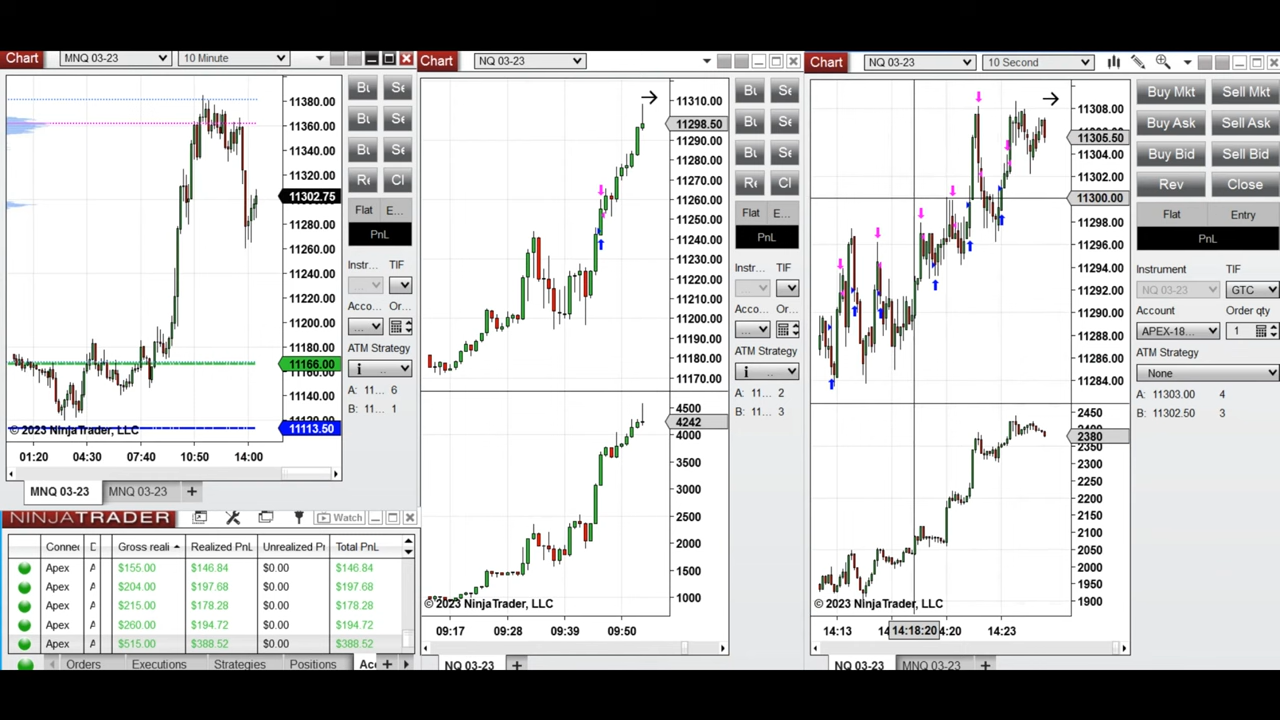 Chart MNQ 03-23 10 Minute
11380.00
11360.00
11340.00
11320.00
11302.75
11280.00
11260.00
11240.00
11220.00
11200.00
11180.00
11166.00
11160.00
11140.00
11120.00
11113.50
© 2023 NinjaTrader, LLC
01:20 04:30 07:40 10:50 14:00
MNQ 03-23 MNQ 03-23 +
Flat E...
PnL
Instr... TIF
Acco... Or...
... 
ATM Strategy
i ..
A: 11... 6
B: 11... 1
NINJATRADER Watch
Connec D Gross reali Realized PnL Unrealized Pr Total PnL
Apex A $155.00 $146.84 $0.00 $146.84
Apex A $204.00 $197.68 $0.00 $197.68
Apex A $215.00 $178.28 $0.00 $178.28
Apex A $260.00 $194.72 $0.00 $194.72
Apex A $515.00 $388.52 $0.00 $388.52
Orders Executions Strategies Positions Acc +
Chart NQ 03-23
11310.00
11298.50
11290.00
11280.00
11270.00
11260.00
11250.00
11240.00
11230.00
11220.00
11210.00
11200.00
11190.00
11180.00
11170.00
4500
4242
4000
3500
3000
2500
2000
1500
1000
© 2023 NinjaTrader, LLC
09:17 09:28 09:39 09:50
NQ 03-23 +
Flat E...
PnL
Instr... TIF
Acco... Or...
...
ATM Strategy
i ..
A: 11... 2
B: 11... 3
Chart NQ 03-23 10 Second
11308.00
11305.50
11304.00
11302.00
11300.00
11298.00
11296.00
11294.00
11292.00
11290.00
11288.00
11286.00
11284.00
2450
2380
2350
2300
2250
2200
2150
2100
2050
2000
1950
1900
© 2023 NinjaTrader, LLC
14:13 14:18:20 4:20 14:23
NQ 03-23 MNQ 03-23 +
Buy Mkt Sell Mkt
Buy Ask Sell Ask
Buy Bid Sell Bid
Rev Close
Flat Entry
PnL
Instrument TIF
NQ 03-23 GTC
Account Order qty
APEX-18... 1
ATM Strategy
None
A: 11303.00 4
B: 11302.50 3